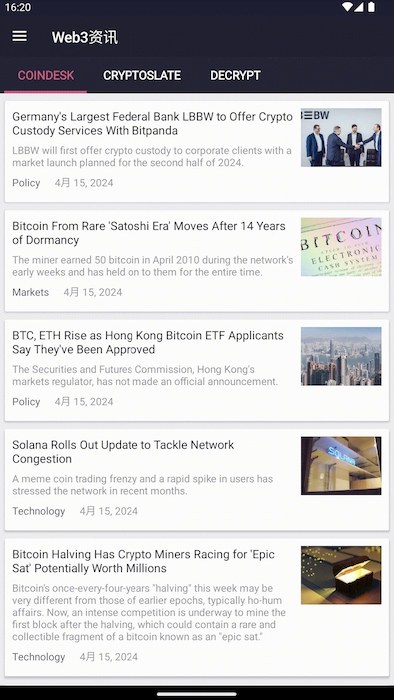 16:20
Web3资讯
COINDESK CRYPTOSLATE DECRYPT
Germany's Largest Federal Bank LBBW to Offer Crypto
Custody Services With Bitpanda
LBBW will first offer crypto custody to corporate clients with a
market launch planned for the second half of 2024.
Policy 4月 15, 2024
BW
Bitcoin From Rare 'Satoshi Era' Moves After 14 Years
of Dormancy
The miner earned 50 bitcoin in April 2010 during the network's
early weeks and has held on to them for the entire time.
Markets 4月 15, 2024
BITCOIN
ELECTRONIC
CASH SYSTEM
BTC, ETH Rise as Hong Kong Bitcoin ETF Applicants
Say They've Been Approved
The Securities and Futures Commission, Hong Kong's
markets regulator, has not made an official announcement.
Policy 4月 15, 2024
Solana Rolls Out Update to Tackle Network
Congestion
A meme coin trading frenzy and a rapid spike in users has
stressed the network in recent months.
Technology 4月 15, 2024
SOLANA
Bitcoin Halving Has Crypto Miners Racing for 'Epic
Sat' Potentially Worth Millions
Bitcoin's once-every-four-years "halving" this week may be
very different from those of earlier epochs, typically ho-hum
affairs. Now, an intense competition is underway to mine the
first block after the halving, which could contain a rare and
collectible fragment of a bitcoin known as an "epic sat."
Technology 4月 15, 2024